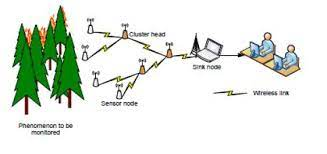 Cluster head
Sink node
Sensor node
Wireless link
Phenomenon to be
monitored